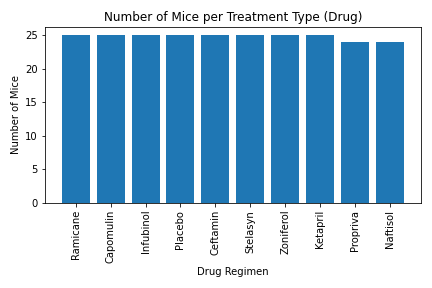 Number of Mice per Treatment Type (Drug)
25
20
15
10
5
0
Number of Mice
Ramicane
Capomulin
Infubinol
Placebo
Ceftamin
Stelasyn
Zoniferol
Ketapril
Propriva
Naftisol
Drug Regimen